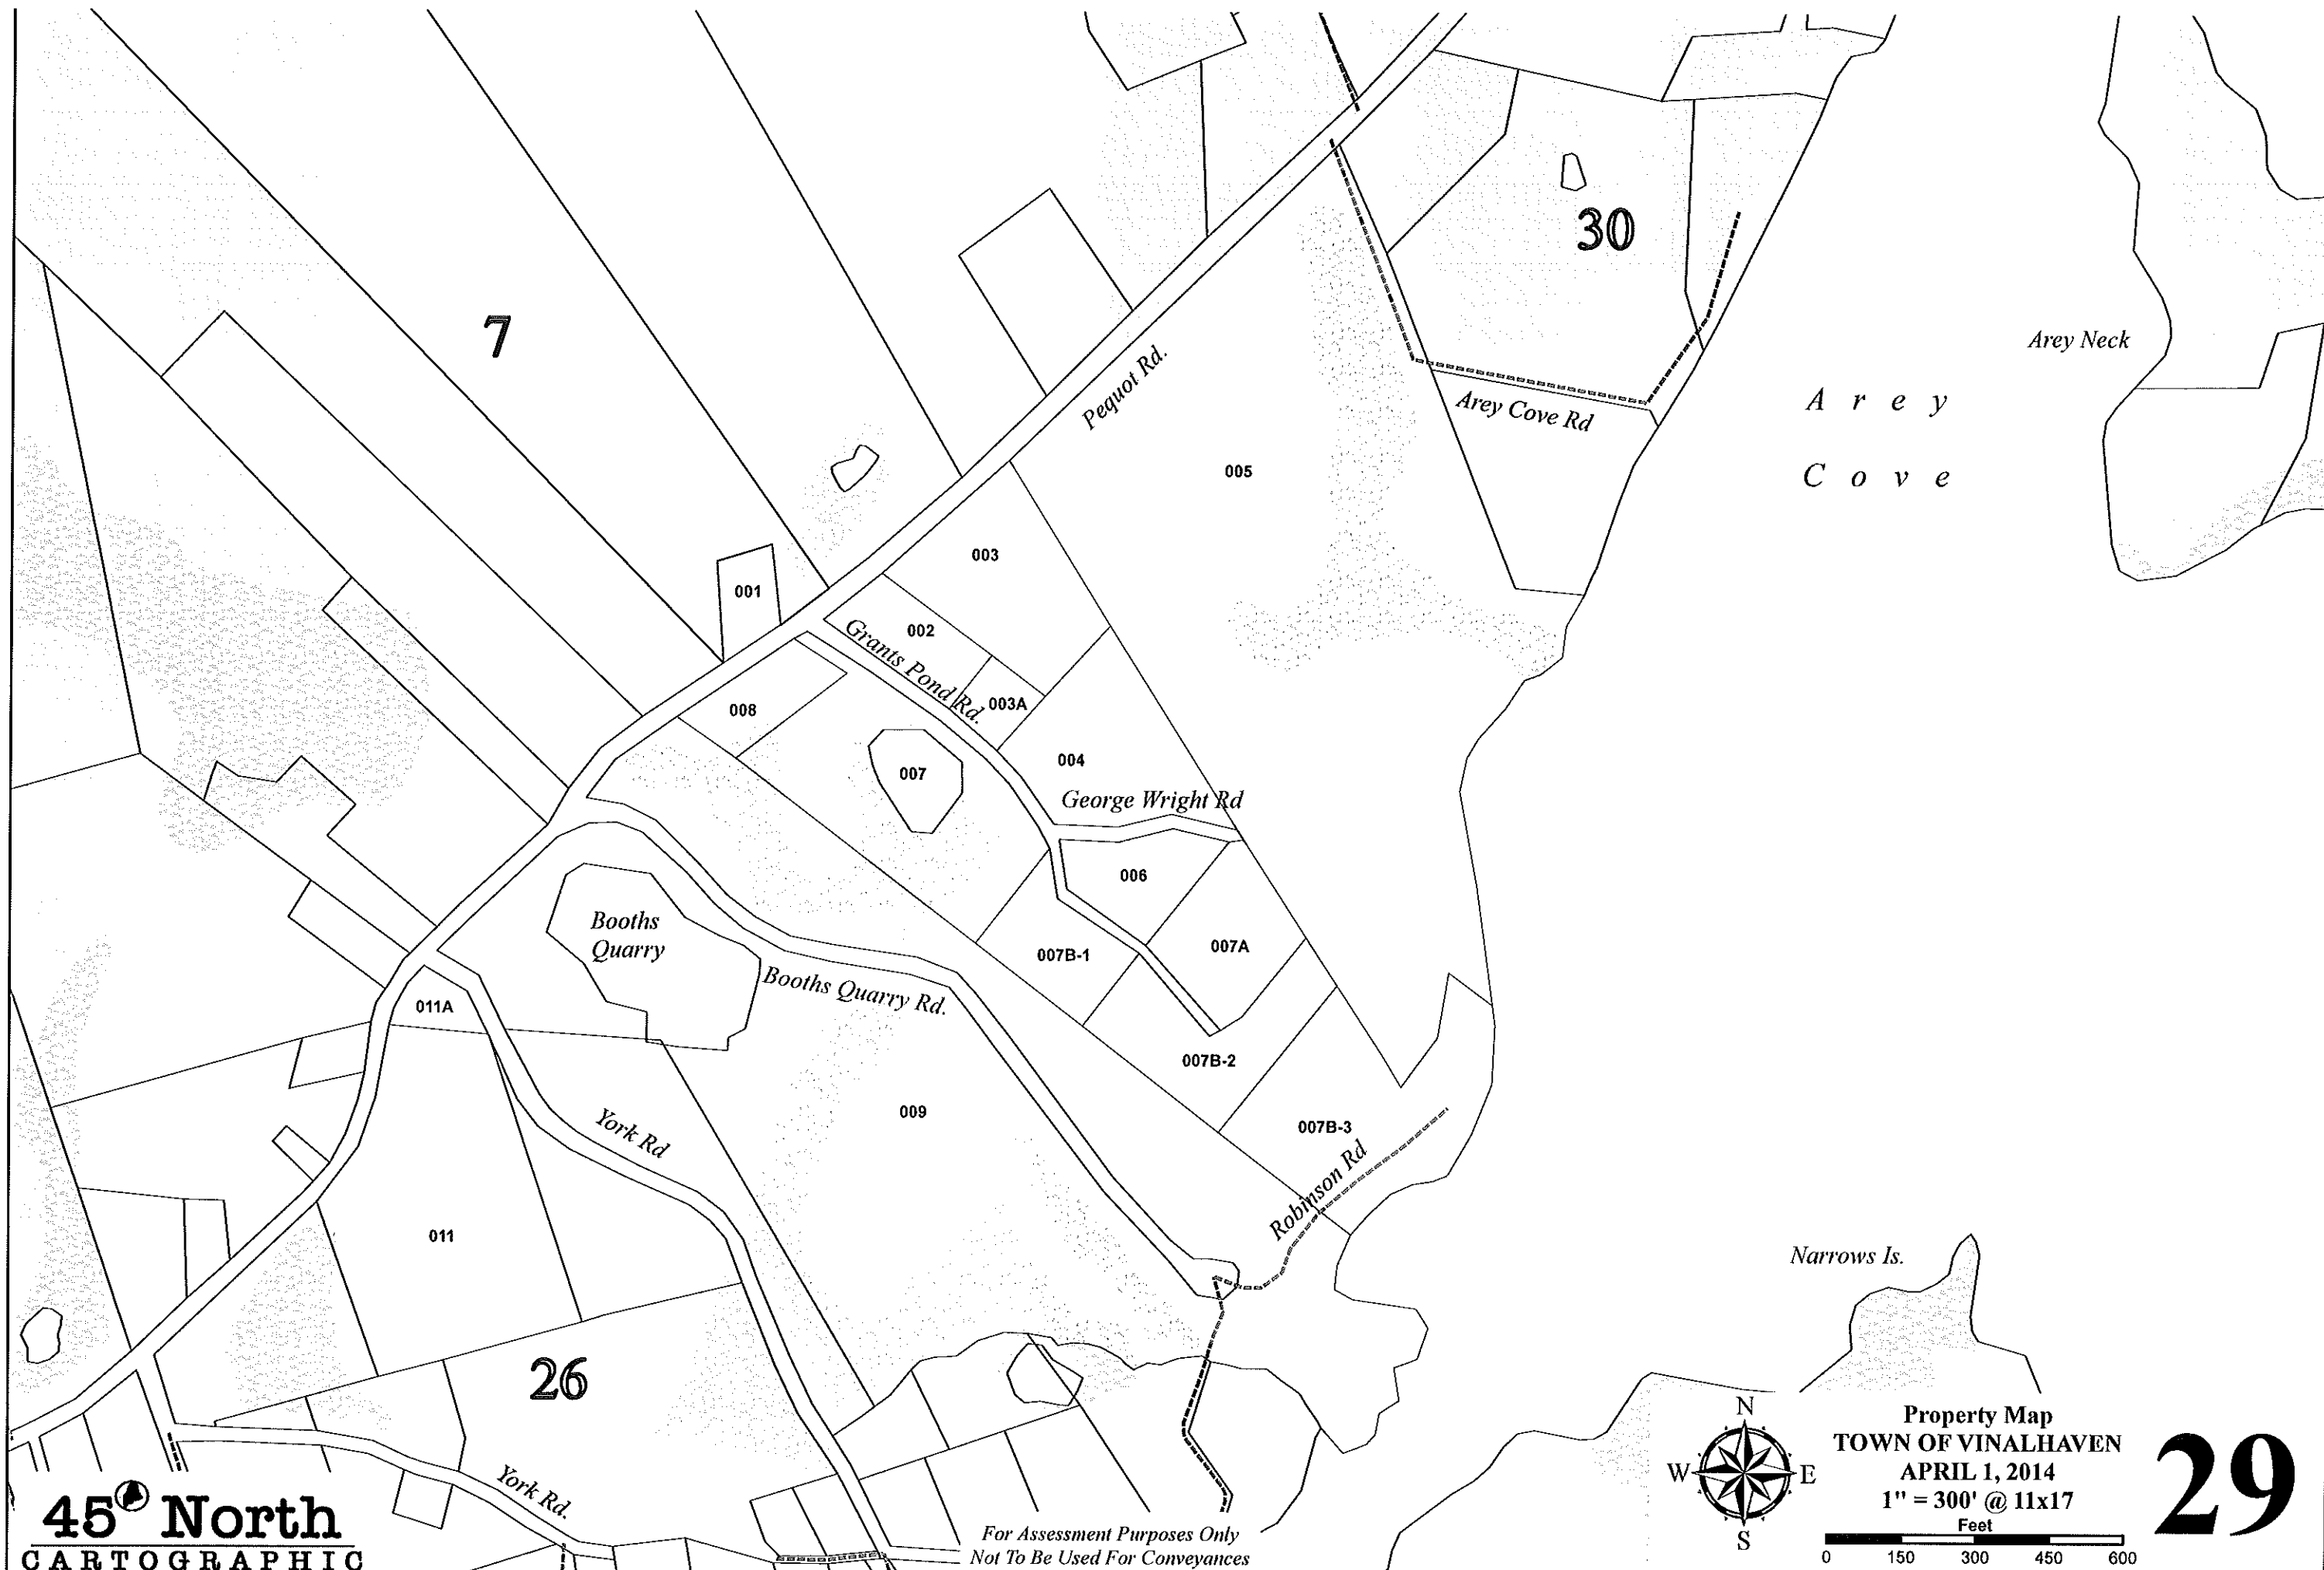 30
7
Arey Neck
Pequot Rd.
Arey
Arey Cove Rd
Cove
005
003
001
002
Grants Pond Rd.
003A
008
004
007
George Wright Rd
006
Booths
Quarry
007A
007B-1
Booths Quarry Rd.
011A
007B-2
009
York Rd
007B-3
Robinson Rd
011
Narrows Is.
26
York Rd.
45° North
CARTOGRAPHIC
For Assessment Purposes Only
Not To Be Used For Conveyances
N
W E
S
Property Map
TOWN OF VINALHAVEN
APRIL 1, 2014
1" = 300' @ 11x17
Feet
0 150 300 450 600
29